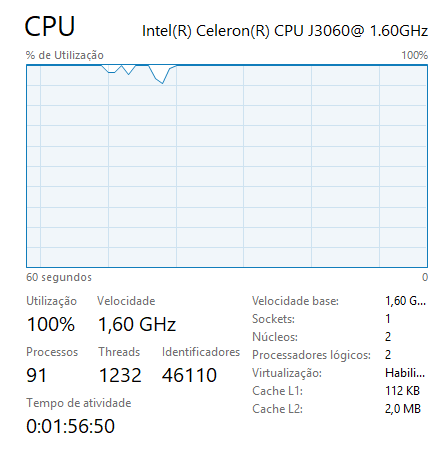 CPU Intel(R) Celeron(R) CPU J3060@ 1.60GHz
% de Utilização 100%
60 segundos 0
Utilização Velocidade
100% 1,60 GHz
Processos Threads Identificadores
91 1232 46110
Tempo de atividade
0:01:56:50
Velocidade base: 1,60 G...
Sockets: 1
Núcleos: 2
Processadores lógicos: 2
Virtualização: Habili...
Cache L1: 112 KB
Cache L2: 2,0 MB